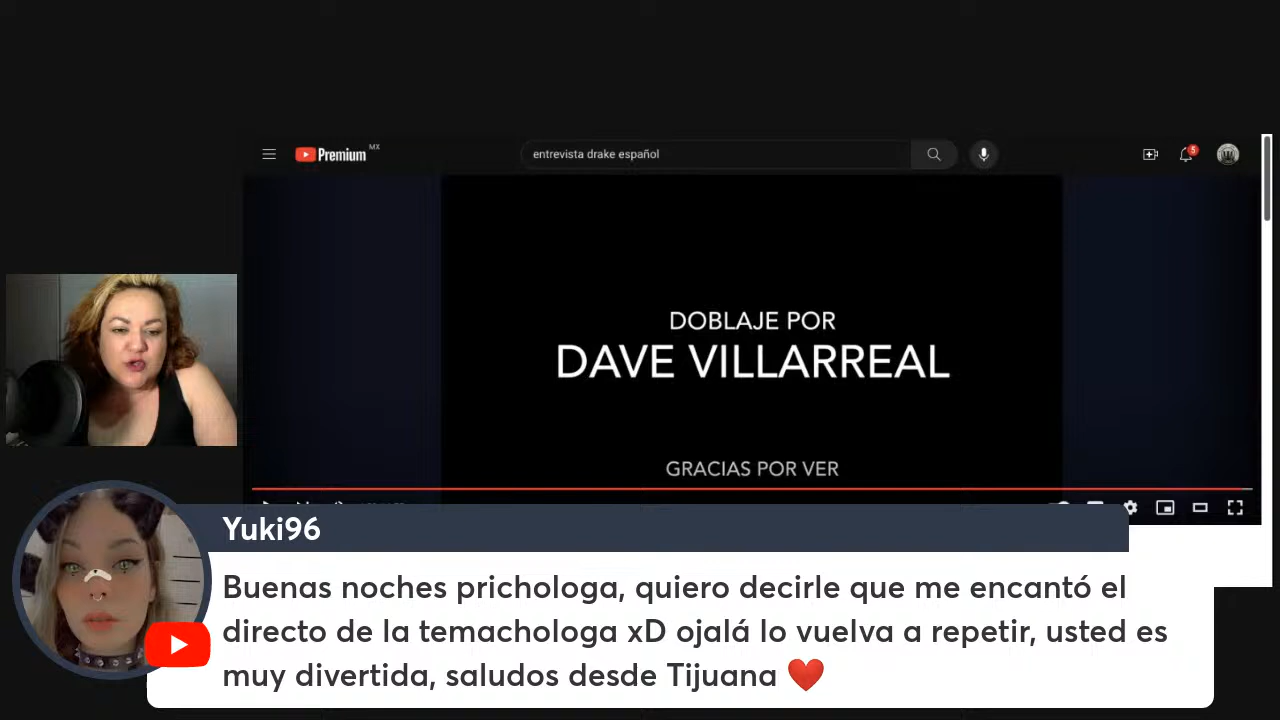 Premium MX
entrevista drake español
5
DOBLAJE POR
DAVE VILLARREAL
GRACIAS POR VER
Yuki96
Buenas noches prichologa, quiero decirle que me encantó el
directo de la temachologa xD ojalá lo vuelva a repetir, usted es
muy divertida, saludos desde Tijuana ❤️